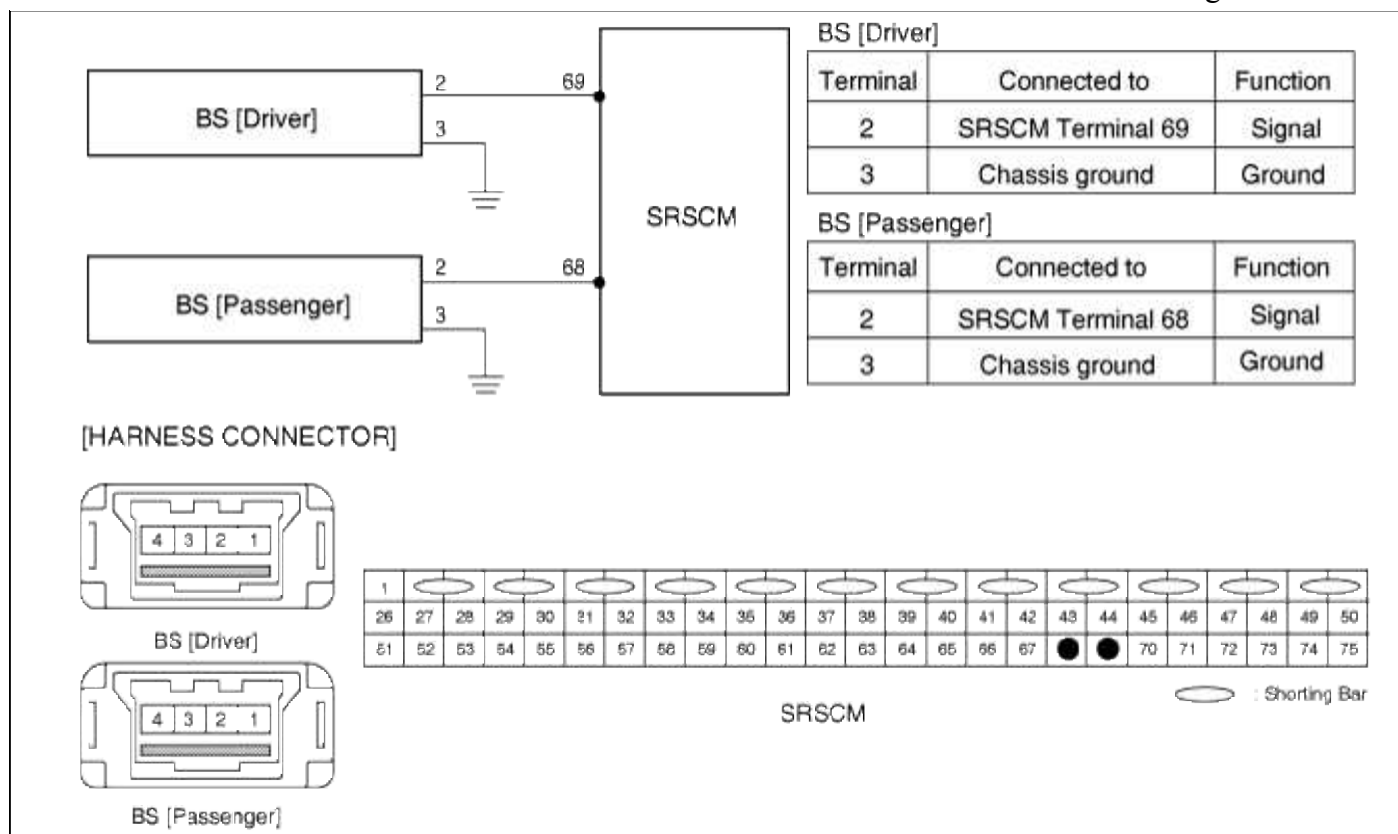 BS [Driver]
2
69
3
BS [Driver]
Terminal Connected to Function
2 SRSCM Terminal 69 Signal
3 Chassis ground Ground
SRSCM
BS [Passenger]
2
68
3
BS [Passenger]
Terminal Connected to Function
2 SRSCM Terminal 68 Signal
3 Chassis ground Ground
[HARNESS CONNECTOR]
4 3 2 1
BS [Driver]
4 3 2 1
BS [Passenger]
1
26 27 28 29 30 31 32 33 34 35 36 37 38 39 40 41 42 43 44 45 46 47 48 49 50
51 52 53 54 55 56 57 58 59 60 61 62 63 64 65 66 67 70 71 72 73 74 75
: Shorting Bar
SRSCM